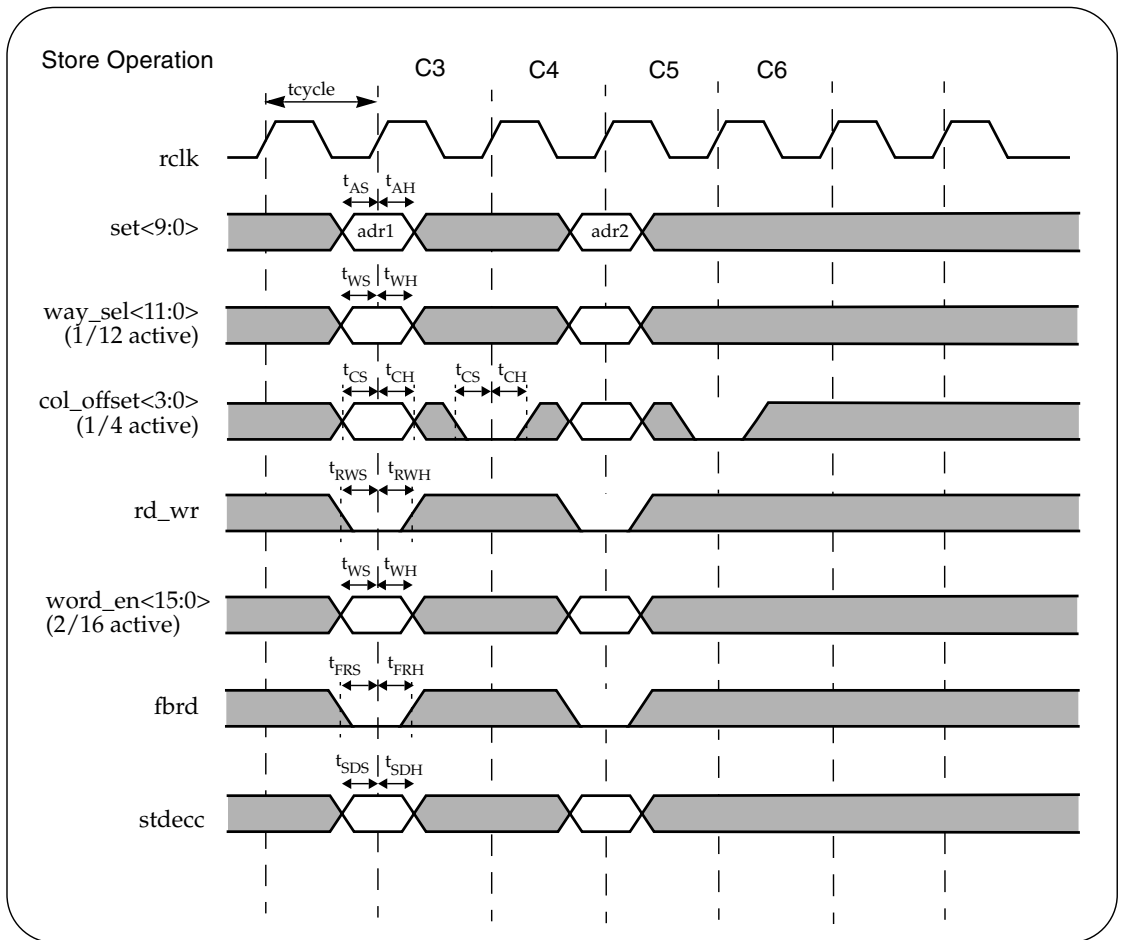 Store Operation
C3 C4 C5 C6
tcycle
rclk
tAS tAH
set<9:0> adr1 adr2
tWS tWH
way_sel<11:0>
(1/12 active)
tCS tCH tCS tCH
col_offset<3:0>
(1/4 active)
tRWS tRWH
rd_wr
tWS tWH
word_en<15:0>
(2/16 active)
tFRS tFRH
fbrd
tSDS tSDH
stdecc